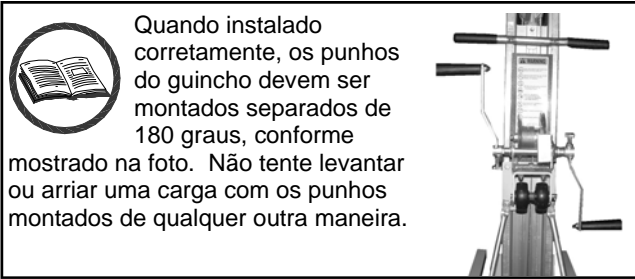 Quando instalado
corretamente, os punhos
do guincho devem ser
montados separados de
180 graus, conforme
mostrado na foto.  Não tente levantar
ou arriar uma carga com os punhos
montados de qualquer outra maneira.